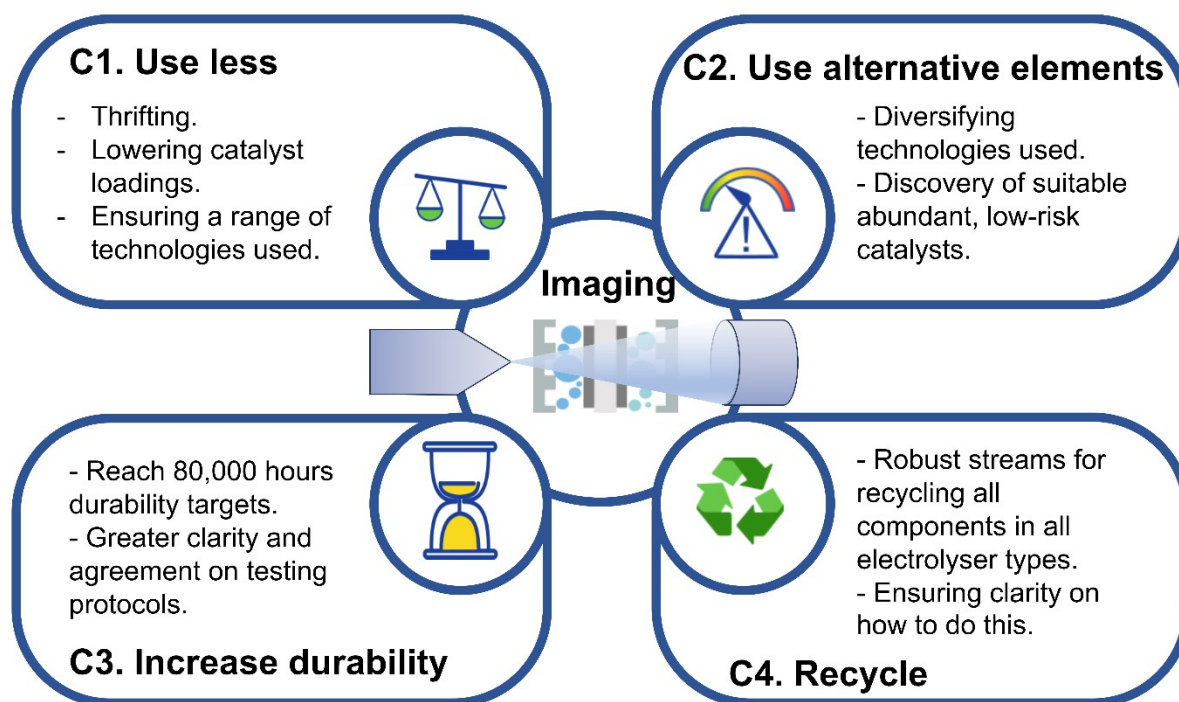 C1. Use less
- Thrifting.
- Lowering catalyst
loadings.
- Ensuring a range of
technologies used.
C2. Use alternative elements
- Diversifying
technologies used.
- Discovery of suitable
abundant, low-risk
catalysts.
!
Imaging
- Reach 80,000 hours
durability targets.
- Greater clarity and
agreement on testing
protocols.
C3. Increase durability
- Robust streams for
recycling all
components in all
electrolyser types.
- Ensuring clarity on
how to do this.
C4. Recycle